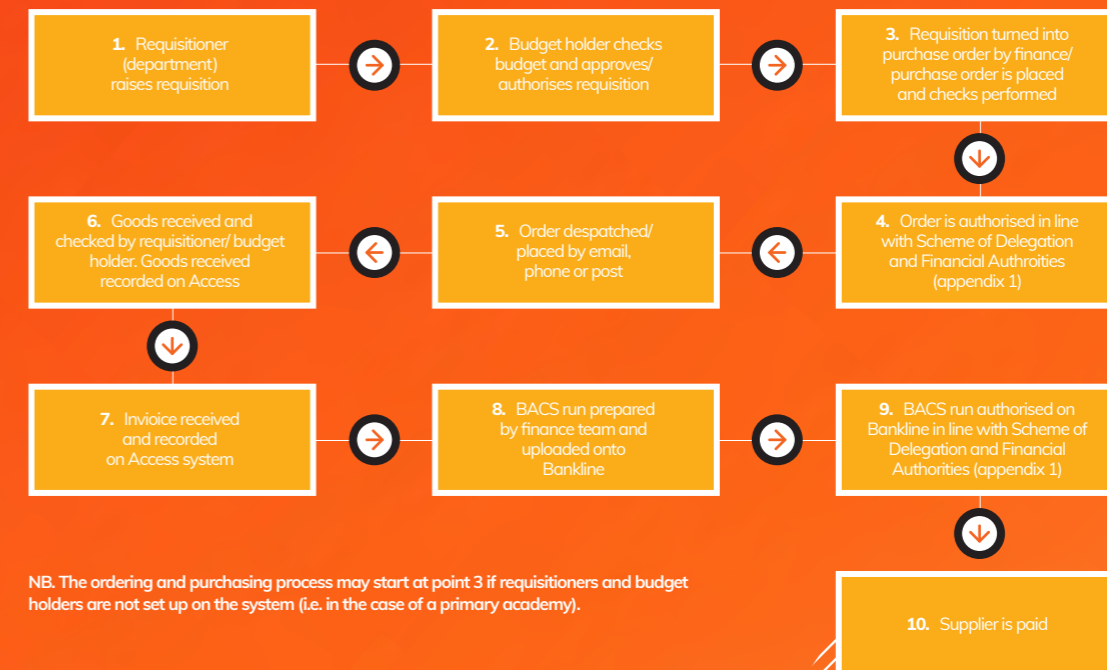 1. Requisitioner
(department)
raises requisition
2. Budget holder checks
budget and approves/
authorises requisition
3. Requisition turned into
purchase order by finance/
purchase order is placed
and checks performed
4. Order is authorised in line
with Scheme of Delegation
and Financial Authroities
(appendix 1)
5. Order despatched/
placed by email,
phone or post
6. Goods received and
checked by requisitioner/ budget
holder. Goods received
recorded on Access
7. Invioice received
and recorded
on Access system
8. BACS run prepared
by finance team and
uploaded onto
Bankline
9. BACS run authorised on
Bankline in line with Scheme of
Delegation and Financial
Authorities (appendix 1)
10. Supplier is paid
NB. The ordering and purchasing process may start at point 3 if requisitioners and budget
holders are not set up on the system (i.e. in the case of a primary academy).